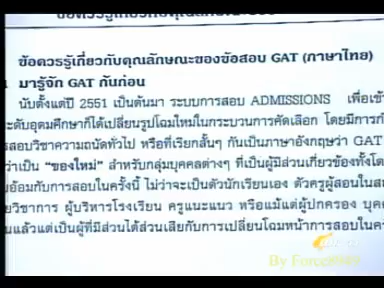 ข้อควรรู้เกี่ยวกับคุณลักษณะของข้อสอบ GAT (ภาษาไทย)
มารู้จัก GAT กันก่อน
นับตั้งแต่ปี 2551 เป็นต้นมา ระบบการสอบ ADMISSIONS เพื่อเข้า
ระดับอุดมศึกษาก็ได้เปลี่ยนรูปโฉมใหม่ในกระบวนการคัดเลือก โดยมีการ
สอบวิชาความถนัดทั่วไป หรือที่เรียกสั้นๆ กันเป็นภาษาอังกฤษว่า GAT
ว่าเป็น "ของใหม่" สำหรับกลุ่มบุคคลต่างๆ ที่เป็นผู้มีส่วนเกี่ยวข้องทั้งโด
อ้อมกับการสอบในครั้งนี้ ไม่ว่าจะเป็นตัวนักเรียนเอง ตัวครูผู้สอนใน
วิชาการ ผู้บริหารโรงเรียน ครูแนะแนว หรือแม้แต่ผู้ปกครอง บุค
นแล้วแต่เป็นผู้ที่มีส่วนได้ส่วนเสียกับการเปลี่ยนโฉมหน้าการสอบใน